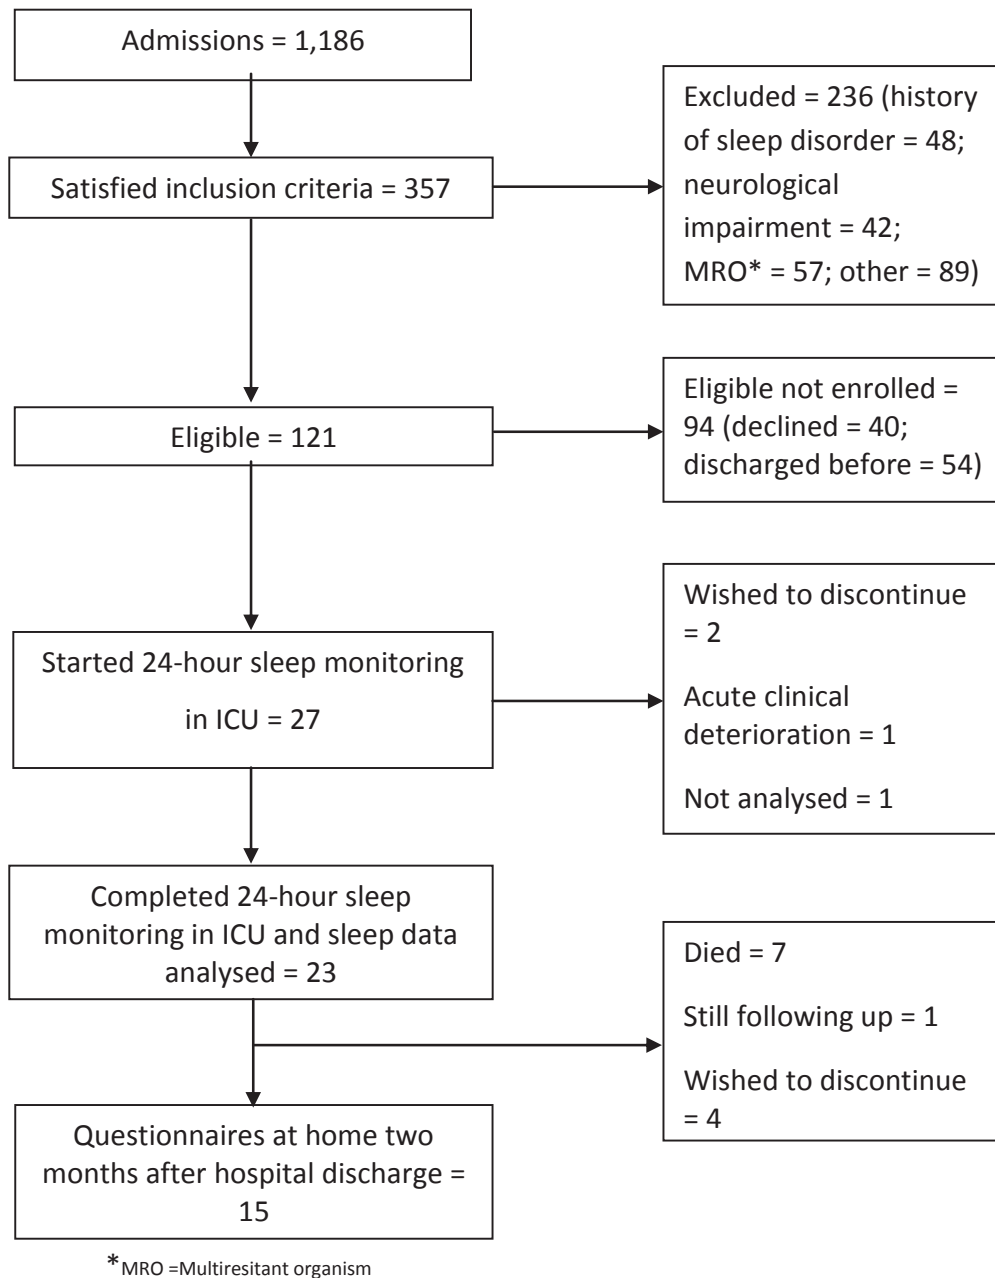 Admissions = 1,186
Excluded = 236 (history
of sleep disorder = 48;
neurological
impairment = 42;
MRO* = 57; other = 89)
Satisfied inclusion criteria = 357
Eligible not enrolled =
94 (declined = 40;
discharged before = 54)
Eligible = 121
Wished to discontinue
= 2
Acute clinical
deterioration = 1
Not analysed = 1
Started 24-hour sleep monitoring
in ICU = 27
Completed 24-hour sleep
monitoring in ICU and sleep data
analysed = 23
Died = 7
Still following up = 1
Wished to discontinue
= 4
Questionnaires at home two
months after hospital discharge =
15
*MRO =Multiresitant organism